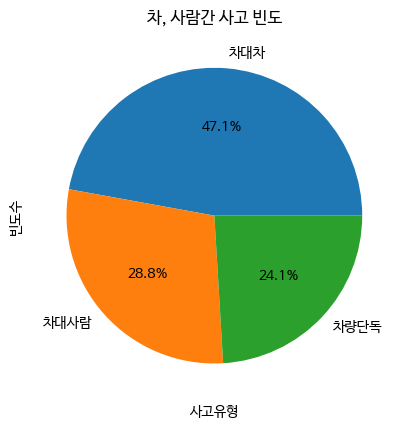 차, 사람간 사고 빈도
차대차
47.1%
빈도수
28.8%
24.1%
차대사람
차량단독
사고유형